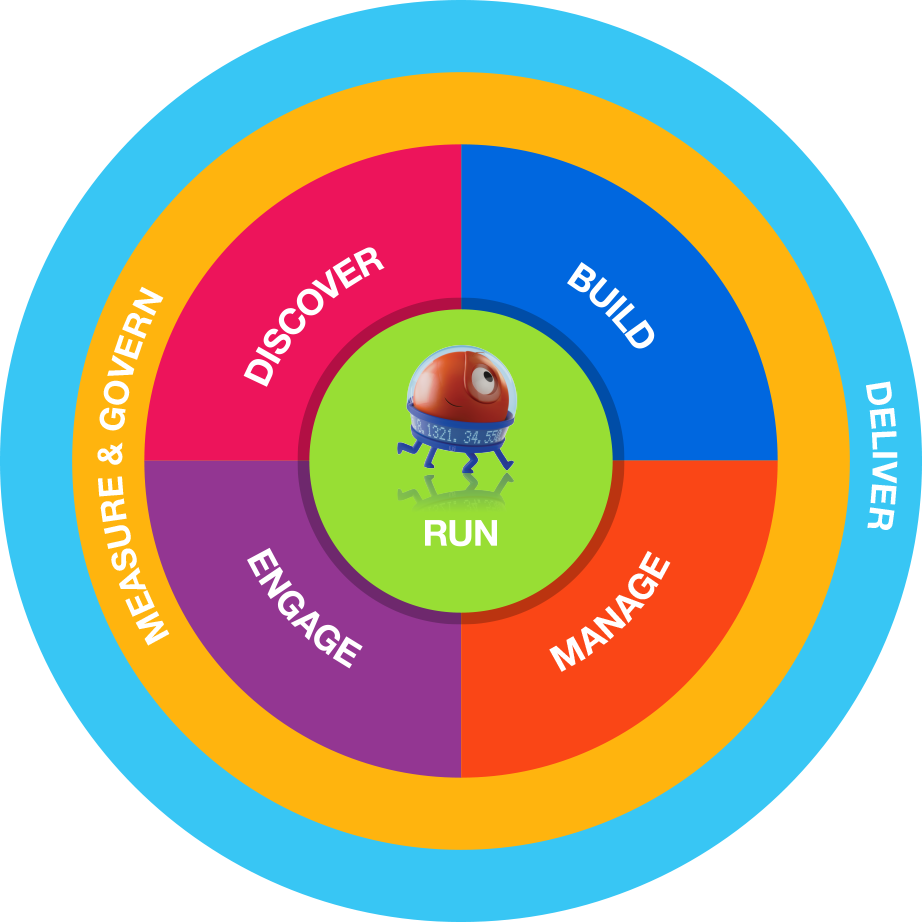 DISCOVER
BUILD
MEASURE & GOVERN
DELIVER
RUN
ENGAGE
MANAGE